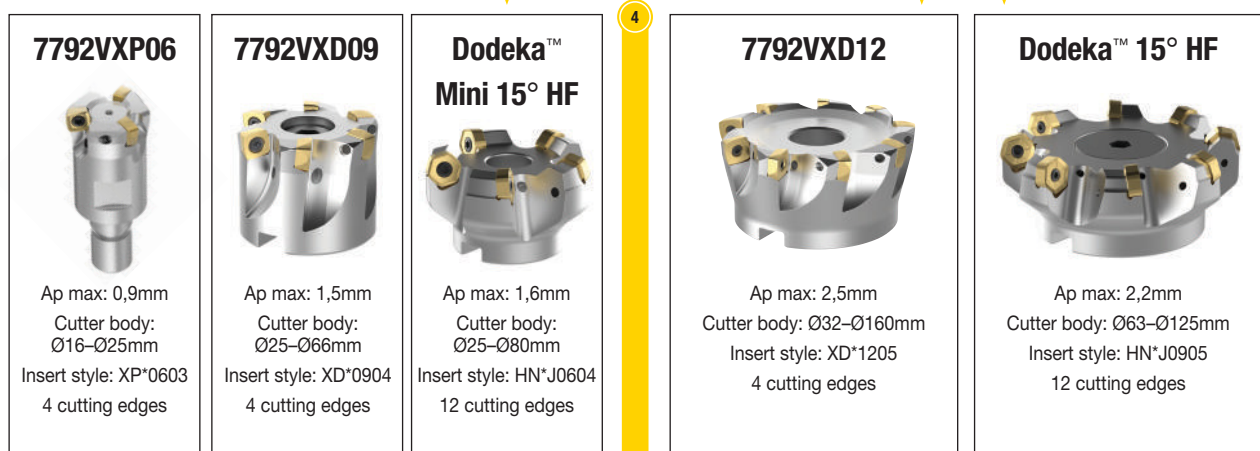 7792VXP06
Ap max: 0,9mm
Cutter body:
Ø16–Ø25mm
Insert style: XP*0603
4 cutting edges
7792VXD09
Ap max: 1,5mm
Cutter body:
Ø25–Ø66mm
Insert style: XD*0904
4 cutting edges
Dodeka™
Mini 15° HF
Ap max: 1,6mm
Cutter body:
Ø25–Ø80mm
Insert style: HN*J0604
12 cutting edges
4
7792VXD12
Ap max: 2,5mm
Cutter body: Ø32–Ø160mm
Insert style: XD*1205
4 cutting edges
Dodeka™ 15° HF
Ap max: 2,2mm
Cutter body: Ø63–Ø125mm
Insert style: HN*J0905
12 cutting edges